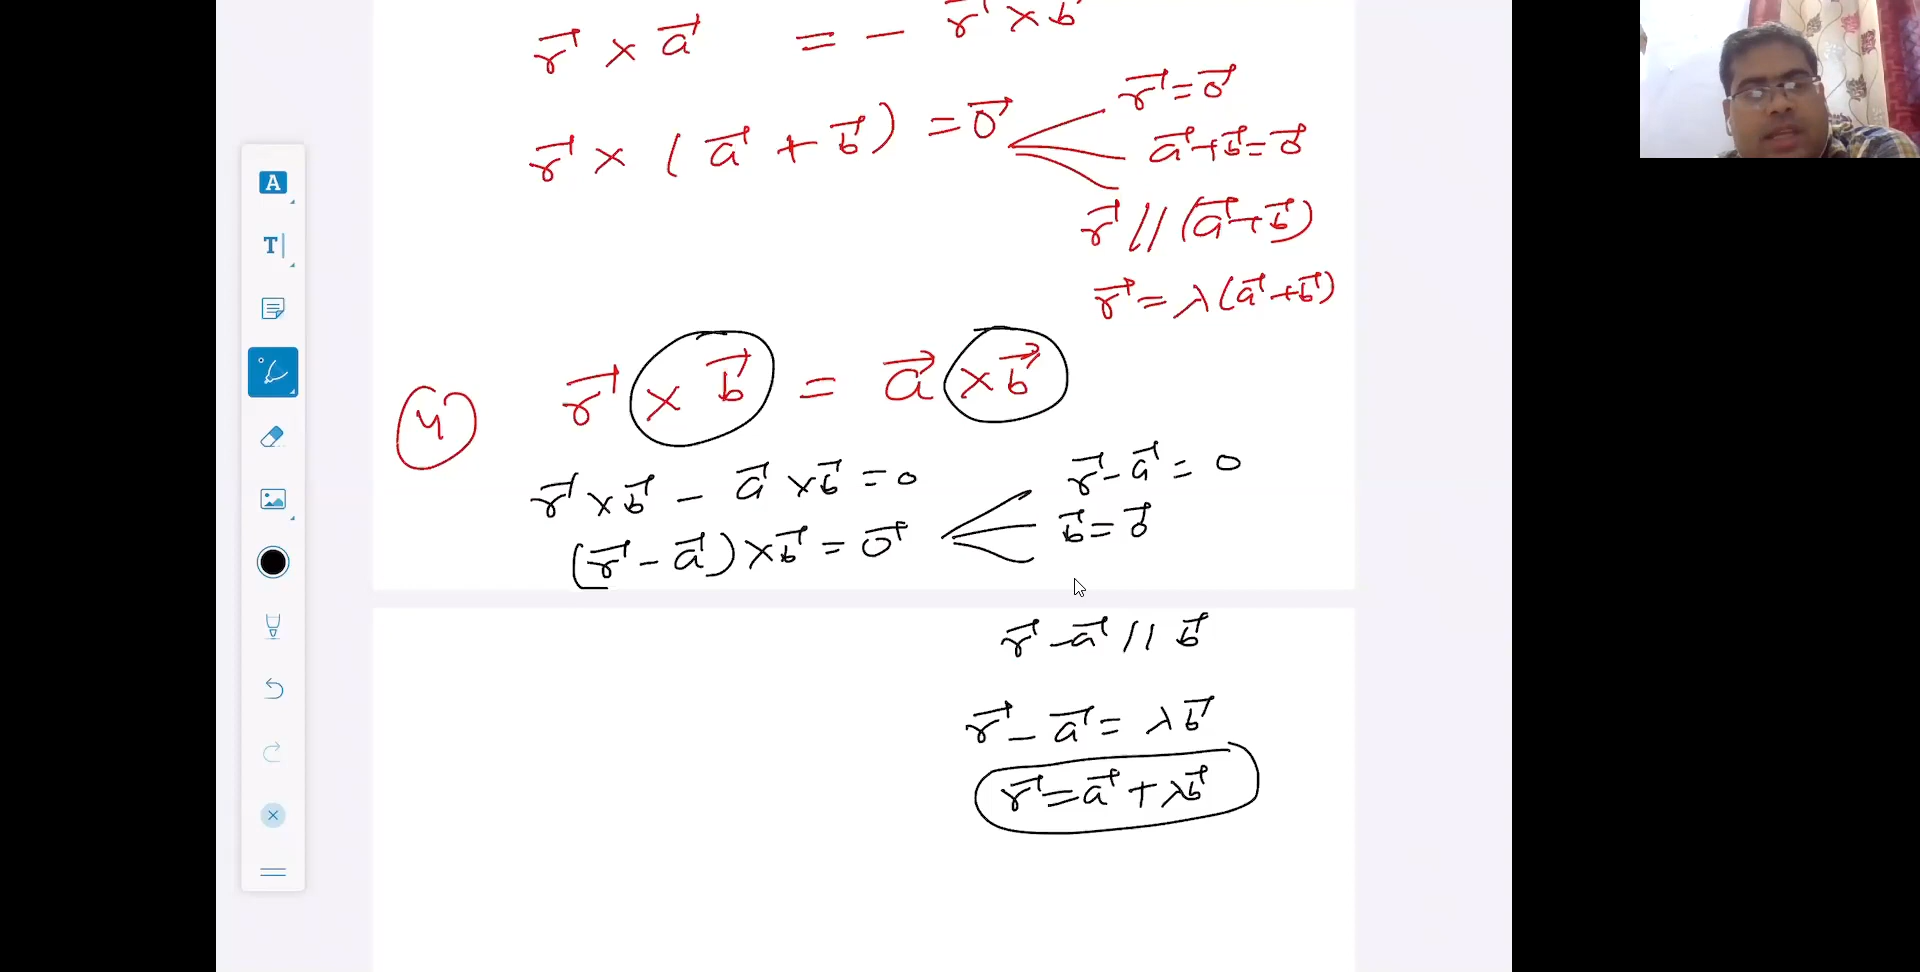 r⃗ × a⃗ = − r⃗ × b⃗
r⃗ × (a⃗ + b⃗) = 0⃗
r⃗ = 0⃗
a⃗ + b⃗ = 0⃗
r⃗ // (a⃗ + b⃗)
r⃗ = λ(a⃗ + b⃗)
4 r⃗ × b⃗ = a⃗ × b⃗
r⃗ × b⃗ − a⃗ × b⃗ = 0
(r⃗ − a⃗) × b⃗ = 0⃗
r⃗ − a⃗ = 0
b⃗ = 0⃗
r⃗ − a⃗ // b⃗
r⃗ − a⃗ = λb⃗
r⃗ = a⃗ + λb⃗
A
T